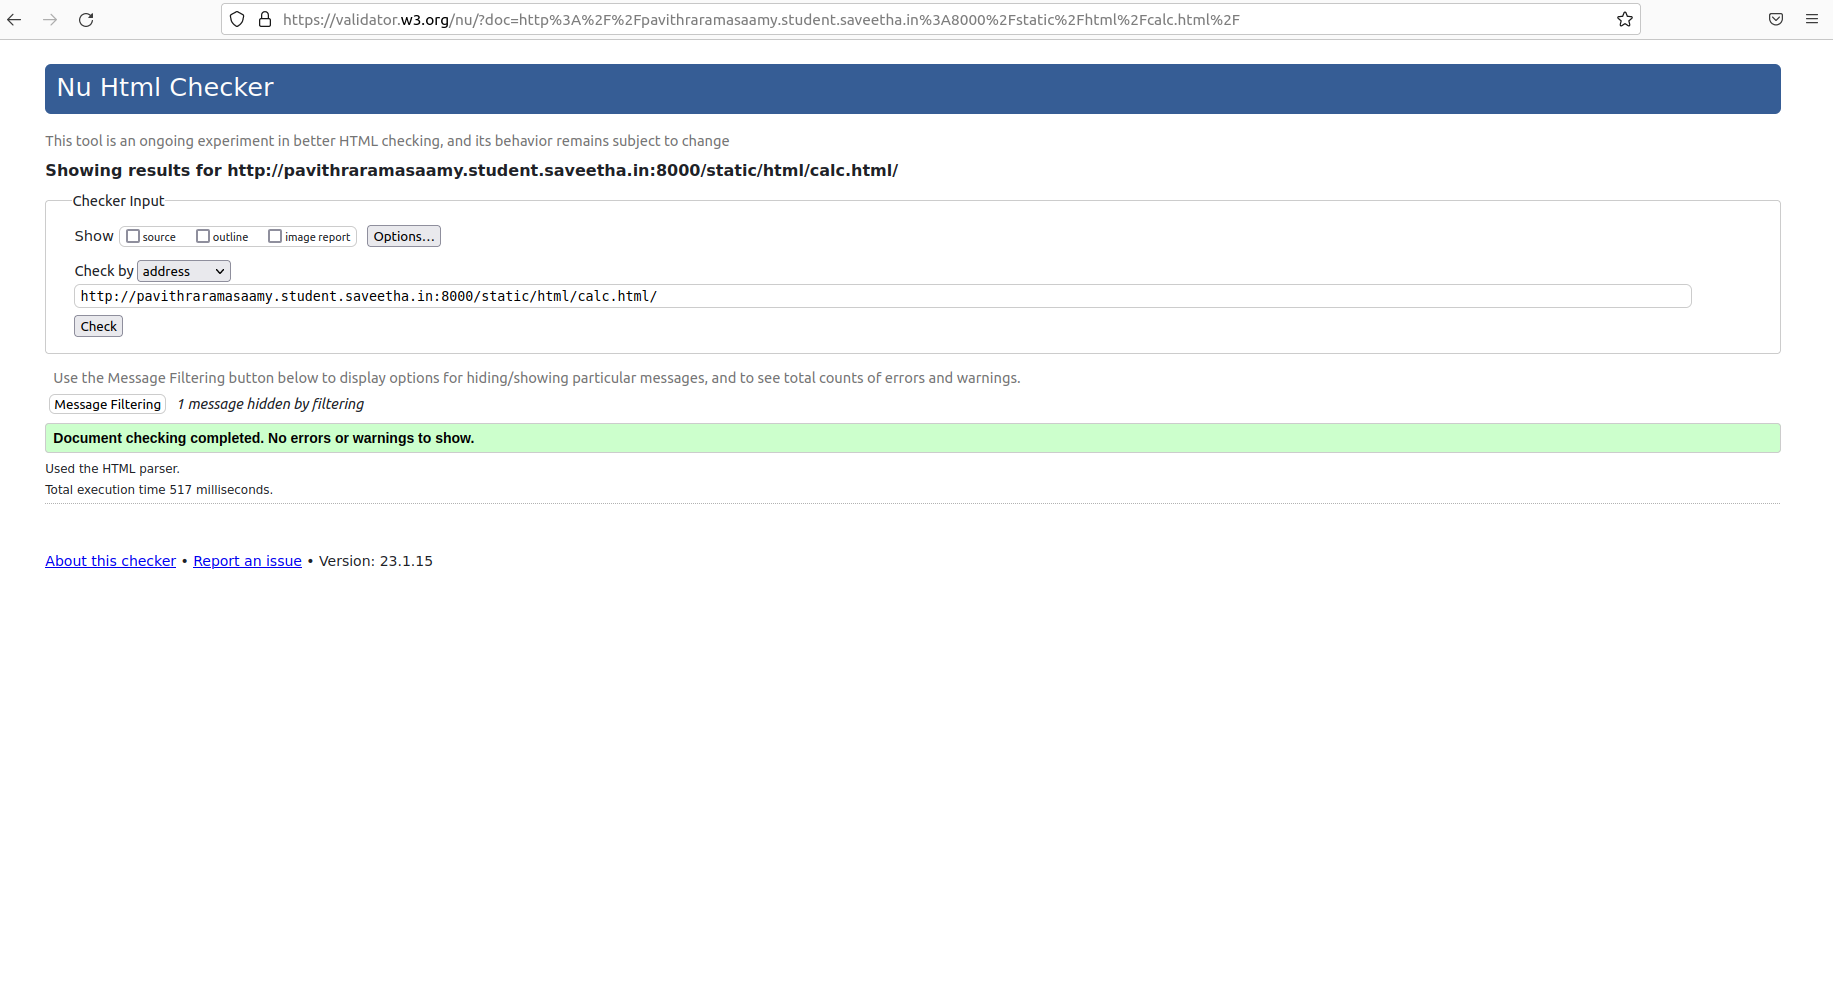 https://validator.w3.org/nu/?doc=http%3A%2F%2Fpavithraramasaamy.student.saveetha.in%3A8000%2Fstatic%2Fhtml%2Fcalc.html%2F
Nu Html Checker
This tool is an ongoing experiment in better HTML checking, and its behavior remains subject to change
Showing results for http://pavithraramasaamy.student.saveetha.in:8000/static/html/calc.html/
Checker Input
Show source outline image report Options...
Check by address
http://pavithraramasaamy.student.saveetha.in:8000/static/html/calc.html/
Check
Use the Message Filtering button below to display options for hiding/showing particular messages, and to see total counts of errors and warnings.
Message Filtering 1 message hidden by filtering
Document checking completed. No errors or warnings to show.
Used the HTML parser.
Total execution time 517 milliseconds.
About this checker • Report an issue • Version: 23.1.15